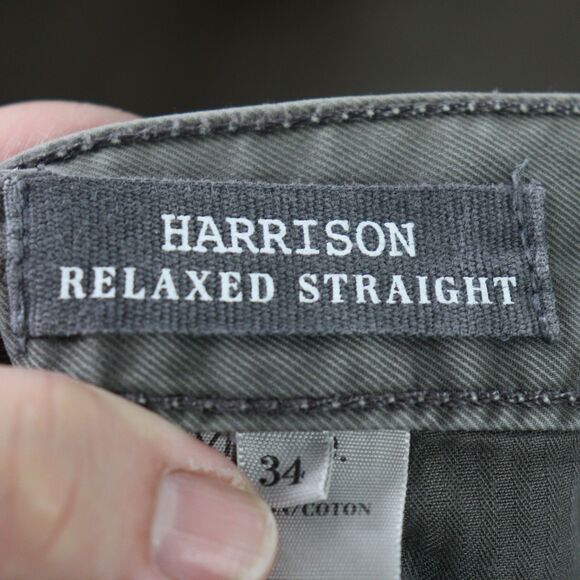 HARRISON
RELAXED STRAIGHT
34
/COTON